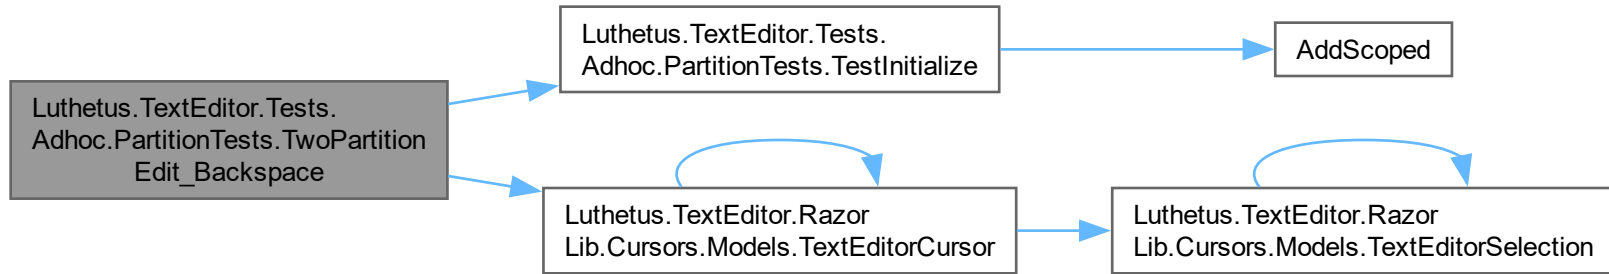 Luthetus.TextEditor.Tests.
Adhoc.PartitionTests.TwoPartition
Edit_Backspace
Luthetus.TextEditor.Tests.
Adhoc.PartitionTests.TestInitialize
AddScoped
Luthetus.TextEditor.Razor
Lib.Cursors.Models.TextEditorCursor
Luthetus.TextEditor.Razor
Lib.Cursors.Models.TextEditorSelection